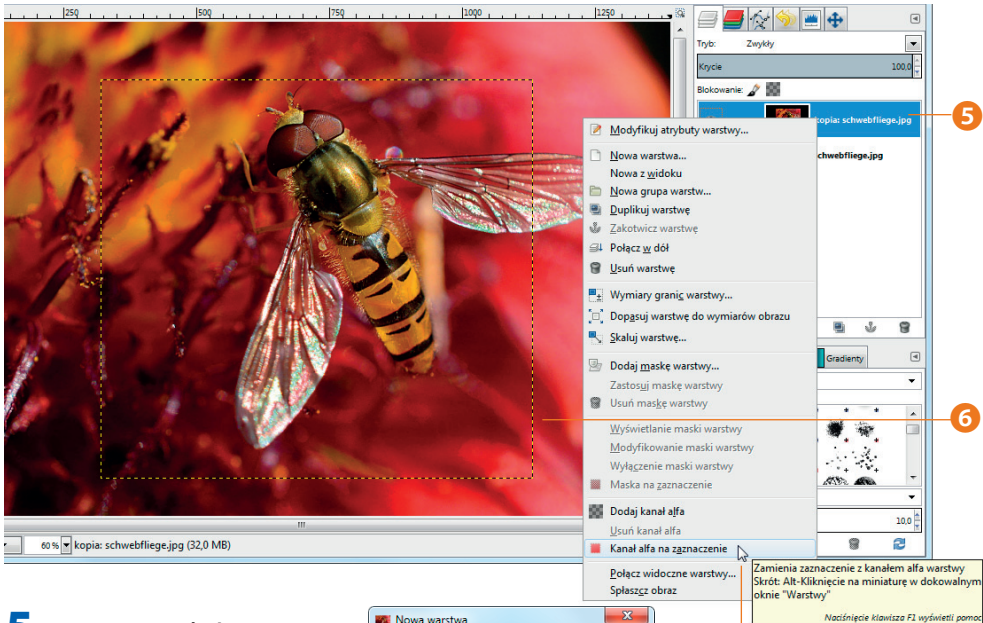 250 500 750 1000 1250
Tryb: Zwykły
Krycie 100,0
Blokowanie:
kopia: schwebfliege.jpg
5
chwebfliege.jpg
Modyfikuj atrybuty warstwy...
Nowa warstwa...
Nowa z widoku
Nowa grupa warstw...
Duplikuj warstwę
Zakotwicz warstwę
Połącz w dół
Usuń warstwę
Wymiary granic warstwy...
Dopasuj warstwę do wymiarów obrazu
Skaluj warstwę...
Dodaj maskę warstwy...
Zastosuj maskę warstwy
Usuń maskę warstwy
Wyświetlanie maski warstwy
Modyfikowanie maski warstwy
Wyłączenie maski warstwy
Maska na zaznaczenie
Dodaj kanał alfa
Usuń kanał alfa
Kanał alfa na zaznaczenie
Połącz widoczne warstwy...
Spłaszcz obraz
Gradienty
6
10,0
60 % kopia: schwebfliege.jpg (32,0 MB)
Zamienia zaznaczenie z kanałem alfa warstwy
Skrót: Alt-Kliknięcie na miniaturę w dokowalnym
oknie "Warstwy"
Naciśnięcie klawisza F1 wyświetli pomoc
Nowa warstwa